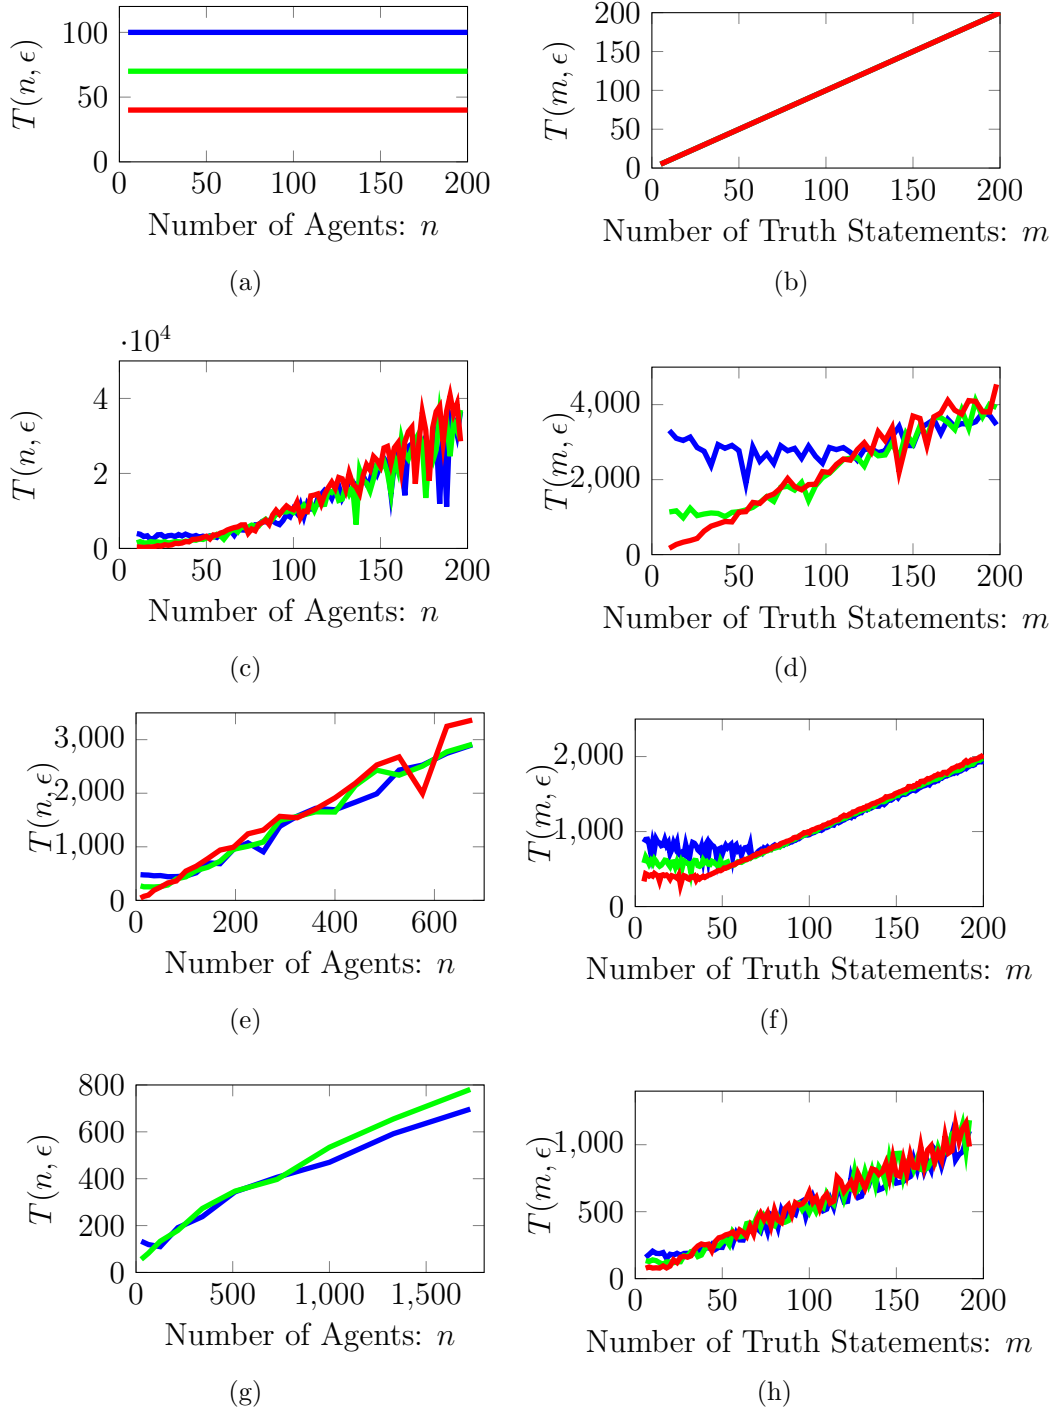 100
50
0
0 50 100 150 200
T(n, ϵ)
Number of Agents: n
(a)
200
150
100
50
0
0 50 100 150 200
T(m, ϵ)
Number of Truth Statements: m
(b)
·10⁴
4
2
0
0 50 100 150 200
T(n, ϵ)
Number of Agents: n
(c)
4,000
2,000
0
0 50 100 150 200
T(m, ϵ)
Number of Truth Statements: m
(d)
3,000
2,000
1,000
0
0 200 400 600
T(n, ϵ)
Number of Agents: n
(e)
2,000
1,000
0
0 50 100 150 200
T(m, ϵ)
Number of Truth Statements: m
(f)
800
600
400
200
0
0 500 1,000 1,500
T(n, ϵ)
Number of Agents: n
(g)
1,000
500
0
0 50 100 150 200
T(m, ϵ)
Number of Truth Statements: m
(h)